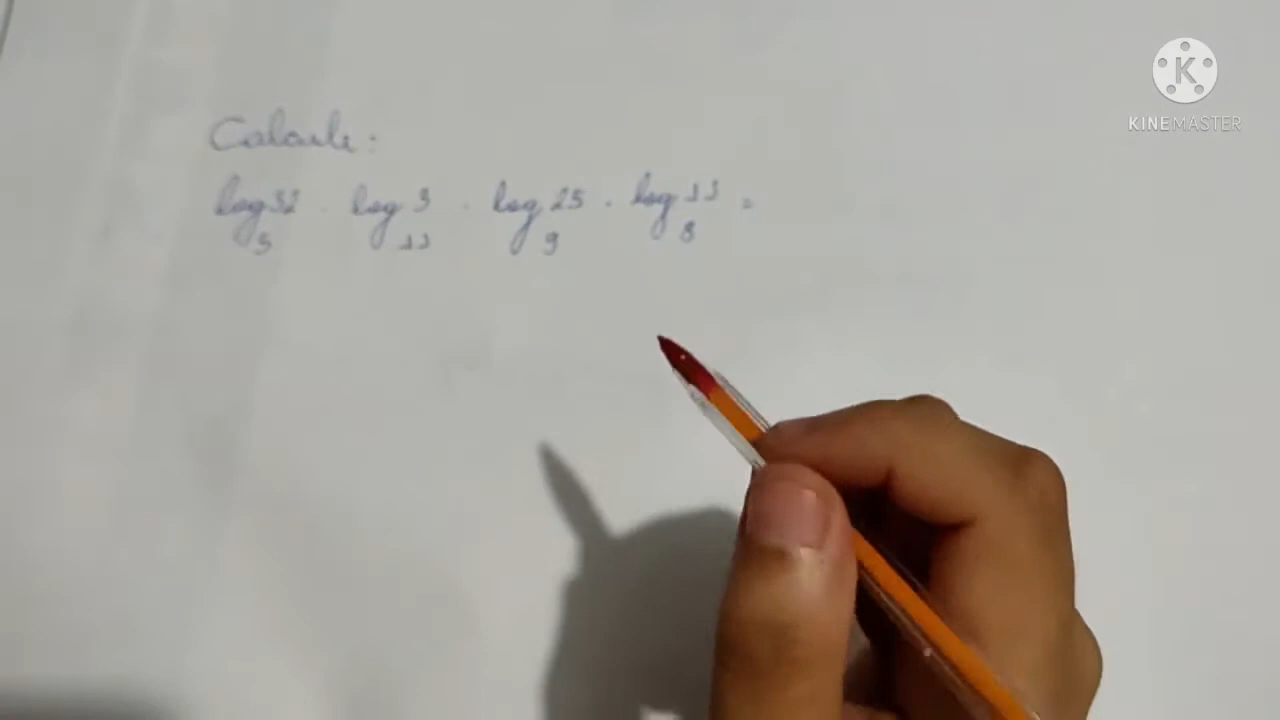 Calcule:
log₅32 . log₁₁3 . log₉25 . log₈11 =
KINEMASTER